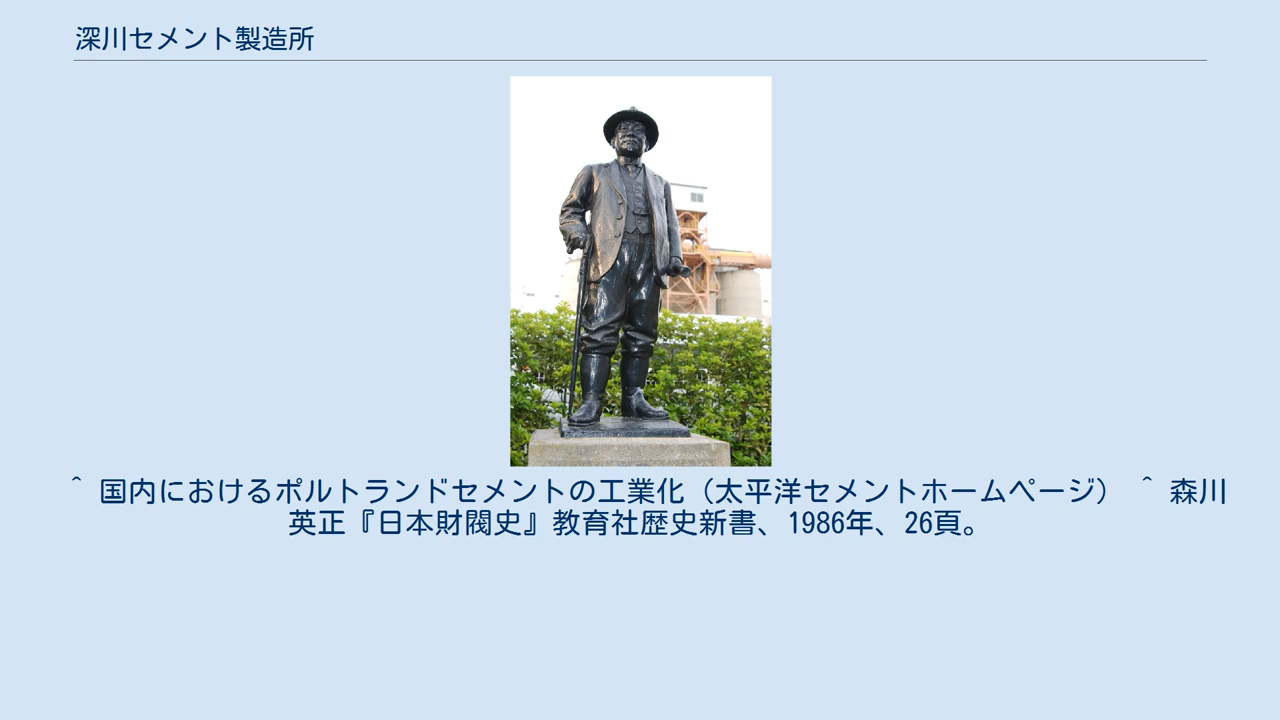 深川セメント製造所
^ 国内におけるポルトランドセメントの工業化（太平洋セメントホームページ） ^ 森川
英正『日本財閥史』教育社歴史新書、1986年、26頁。